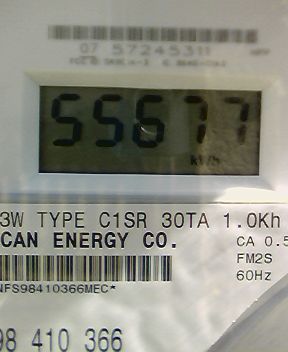 07 57245311
55677
kWh
3W TYPE C1SR 30TA 1.0Kh
CAN ENERGY CO.
CA 0.5
FM2S
60Hz
NFS98410366MEC*
98 410 366